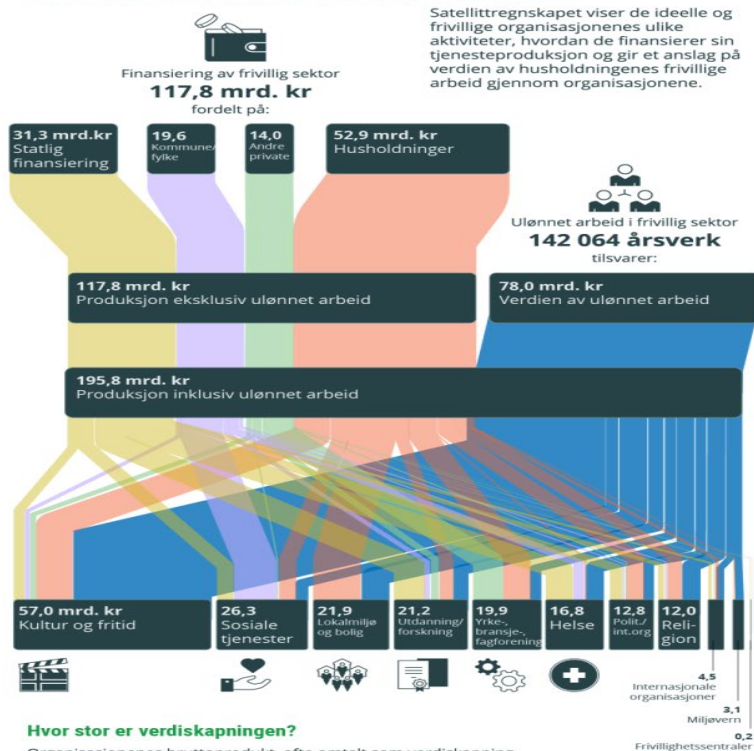 Satellittregnskapet viser de ideelle og
frivillige organisasjonenes ulike
aktiviteter, hvordan de finansierer sin
tjenesteproduksjon og gir et anslag på
verdien av husholdningenes frivillige
arbeid gjennom organisasjonene.
Finansiering av frivillig sektor
117,8 mrd. kr
fordelt på:
31,3 mrd.kr
Statlig
finansiering
19,6
Kommune/
fylke
14,0
Andre
private
52,9 mrd. kr
Husholdninger
Ulønnet arbeid i frivillig sektor
142 064 årsverk
tilsvarer:
117,8 mrd. kr
Produksjon eksklusiv ulønnet arbeid
78,0 mrd. kr
Verdien av ulønnet arbeid
195,8 mrd. kr
Produksjon inklusiv ulønnet arbeid
57,0 mrd. kr
Kultur og fritid
26,3
Sosiale
tjenester
21,9
Lokalmiljø
og bolig
21,2
Utdanning/
forskning
19,9
Yrke-,
bransje-,
fagforening
16,8
Helse
12,8
Polit./
int.org
12,0
Reli-
gion
4,5
Internasjonale
organisasjoner
3,1
Miljøvern
0,2
Frivillighetssentraler
Hvor stor er verdiskapningen?